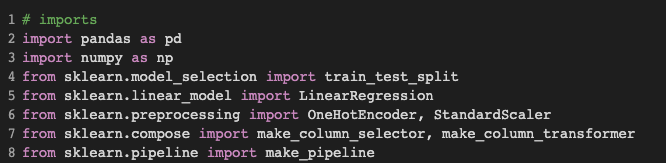 1 # imports
2 import pandas as pd
3 import numpy as np
4 from sklearn.model_selection import train_test_split
5 from sklearn.linear_model import LinearRegression
6 from sklearn.preprocessing import OneHotEncoder, StandardScaler
7 from sklearn.compose import make_column_selector, make_column_transformer
8 from sklearn.pipeline import make_pipeline